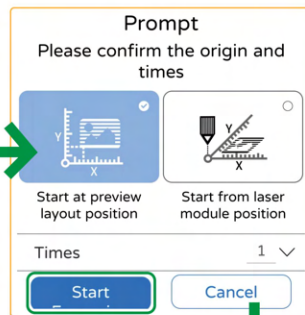 Prompt
Please confirm the origin and
times
Y
X
Y
X
Start at preview
layout position
Start from laser
module position
Times
1
Start
Cancel